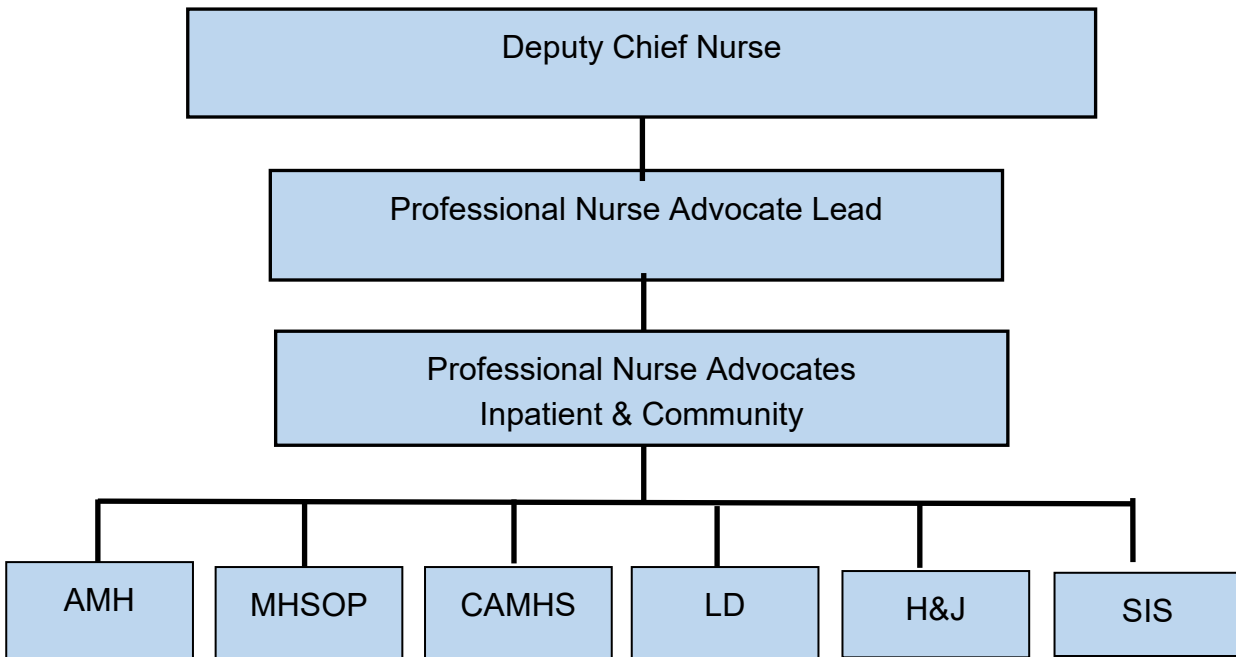 Deputy Chief Nurse
Professional Nurse Advocate Lead
Professional Nurse Advocates
Inpatient & Community
AMH
MHSOP
CAMHS
LD
H&J
SIS